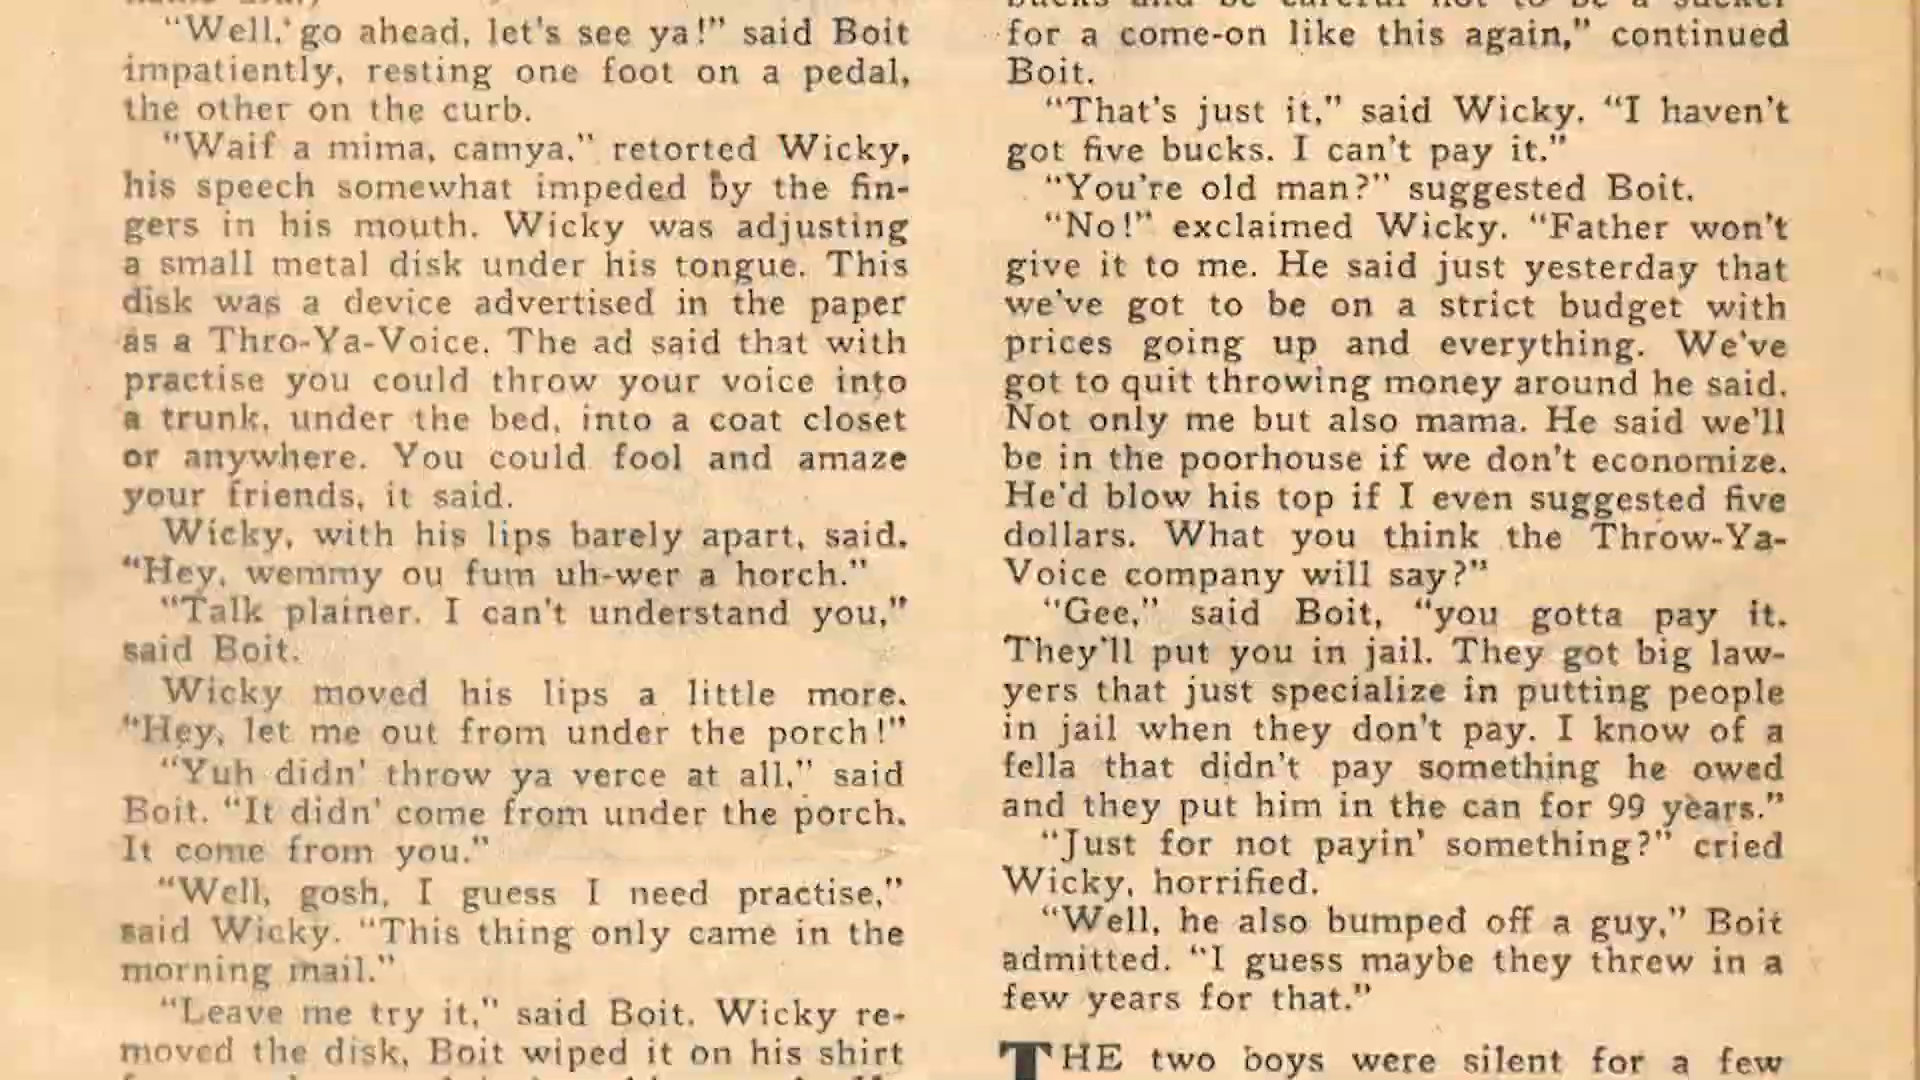 "Well, go ahead, let's see ya!" said Boit
impatiently, resting one foot on a pedal,
the other on the curb.
"Waif a mima, camya," retorted Wicky,
his speech somewhat impeded by the fin-
gers in his mouth. Wicky was adjusting
a small metal disk under his tongue. This
disk was a device advertised in the paper
as a Thro-Ya-Voice. The ad said that with
practise you could throw your voice into
a trunk, under the bed, into a coat closet
or anywhere. You could fool and amaze
your friends, it said.
Wicky, with his lips barely apart, said,
"Hey, wemmy ou fum uh-wer a horch."
"Talk plainer. I can't understand you,"
said Boit.
Wicky moved his lips a little more.
"Hey, let me out from under the porch!"
"Yuh didn' throw ya verce at all," said
Boit. "It didn' come from under the porch.
It come from you."
"Well, gosh, I guess I need practise,"
said Wicky. "This thing only came in the
morning mail."
"Leave me try it," said Boit. Wicky re-
moved the disk, Boit wiped it on his shirt
for a come-on like this again," continued
Boit.
"That's just it," said Wicky. "I haven't
got five bucks. I can't pay it."
"You're old man?" suggested Boit.
"No!" exclaimed Wicky. "Father won't
give it to me. He said just yesterday that
we've got to be on a strict budget with
prices going up and everything. We've
got to quit throwing money around he said.
Not only me but also mama. He said we'll
be in the poorhouse if we don't economize.
He'd blow his top if I even suggested five
dollars. What you think the Throw-Ya-
Voice company will say?"
"Gee," said Boit, "you gotta pay it.
They'll put you in jail. They got big law-
yers that just specialize in putting people
in jail when they don't pay. I know of a
fella that didn't pay something he owed
and they put him in the can for 99 years."
"Just for not payin' something?" cried
Wicky, horrified.
"Well, he also bumped off a guy," Boit
admitted. "I guess maybe they threw in a
few years for that."
THE two boys were silent for a few